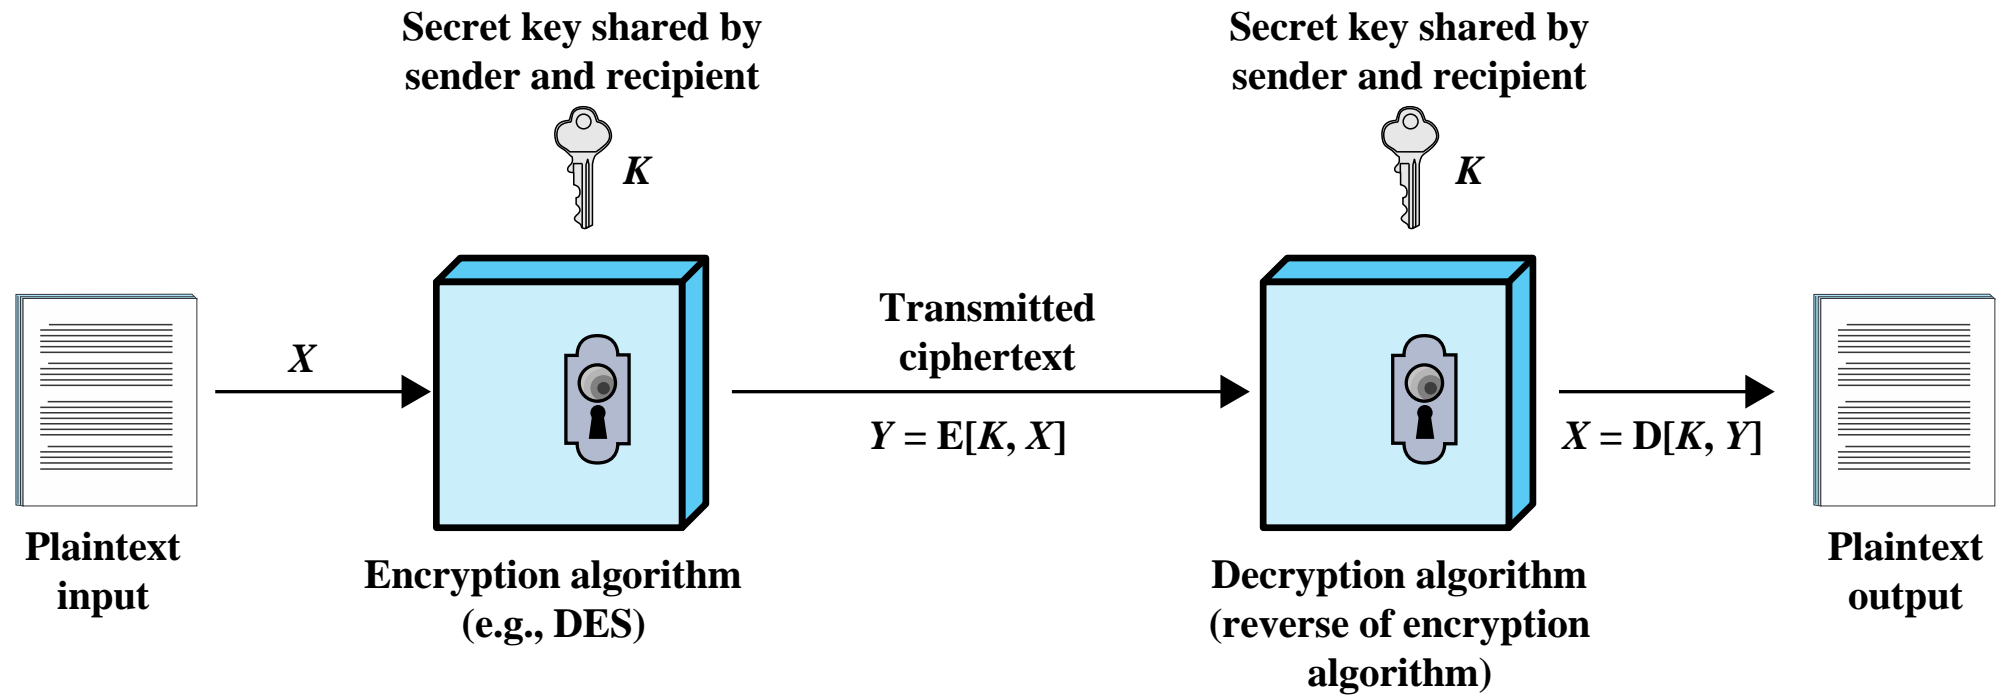 Secret key shared by
sender and recipient
K
Secret key shared by
sender and recipient
K
Plaintext
input
X
Encryption algorithm
(e.g., DES)
Transmitted
ciphertext
Y = E[K, X]
Decryption algorithm
(reverse of encryption
algorithm)
X = D[K, Y]
Plaintext
output